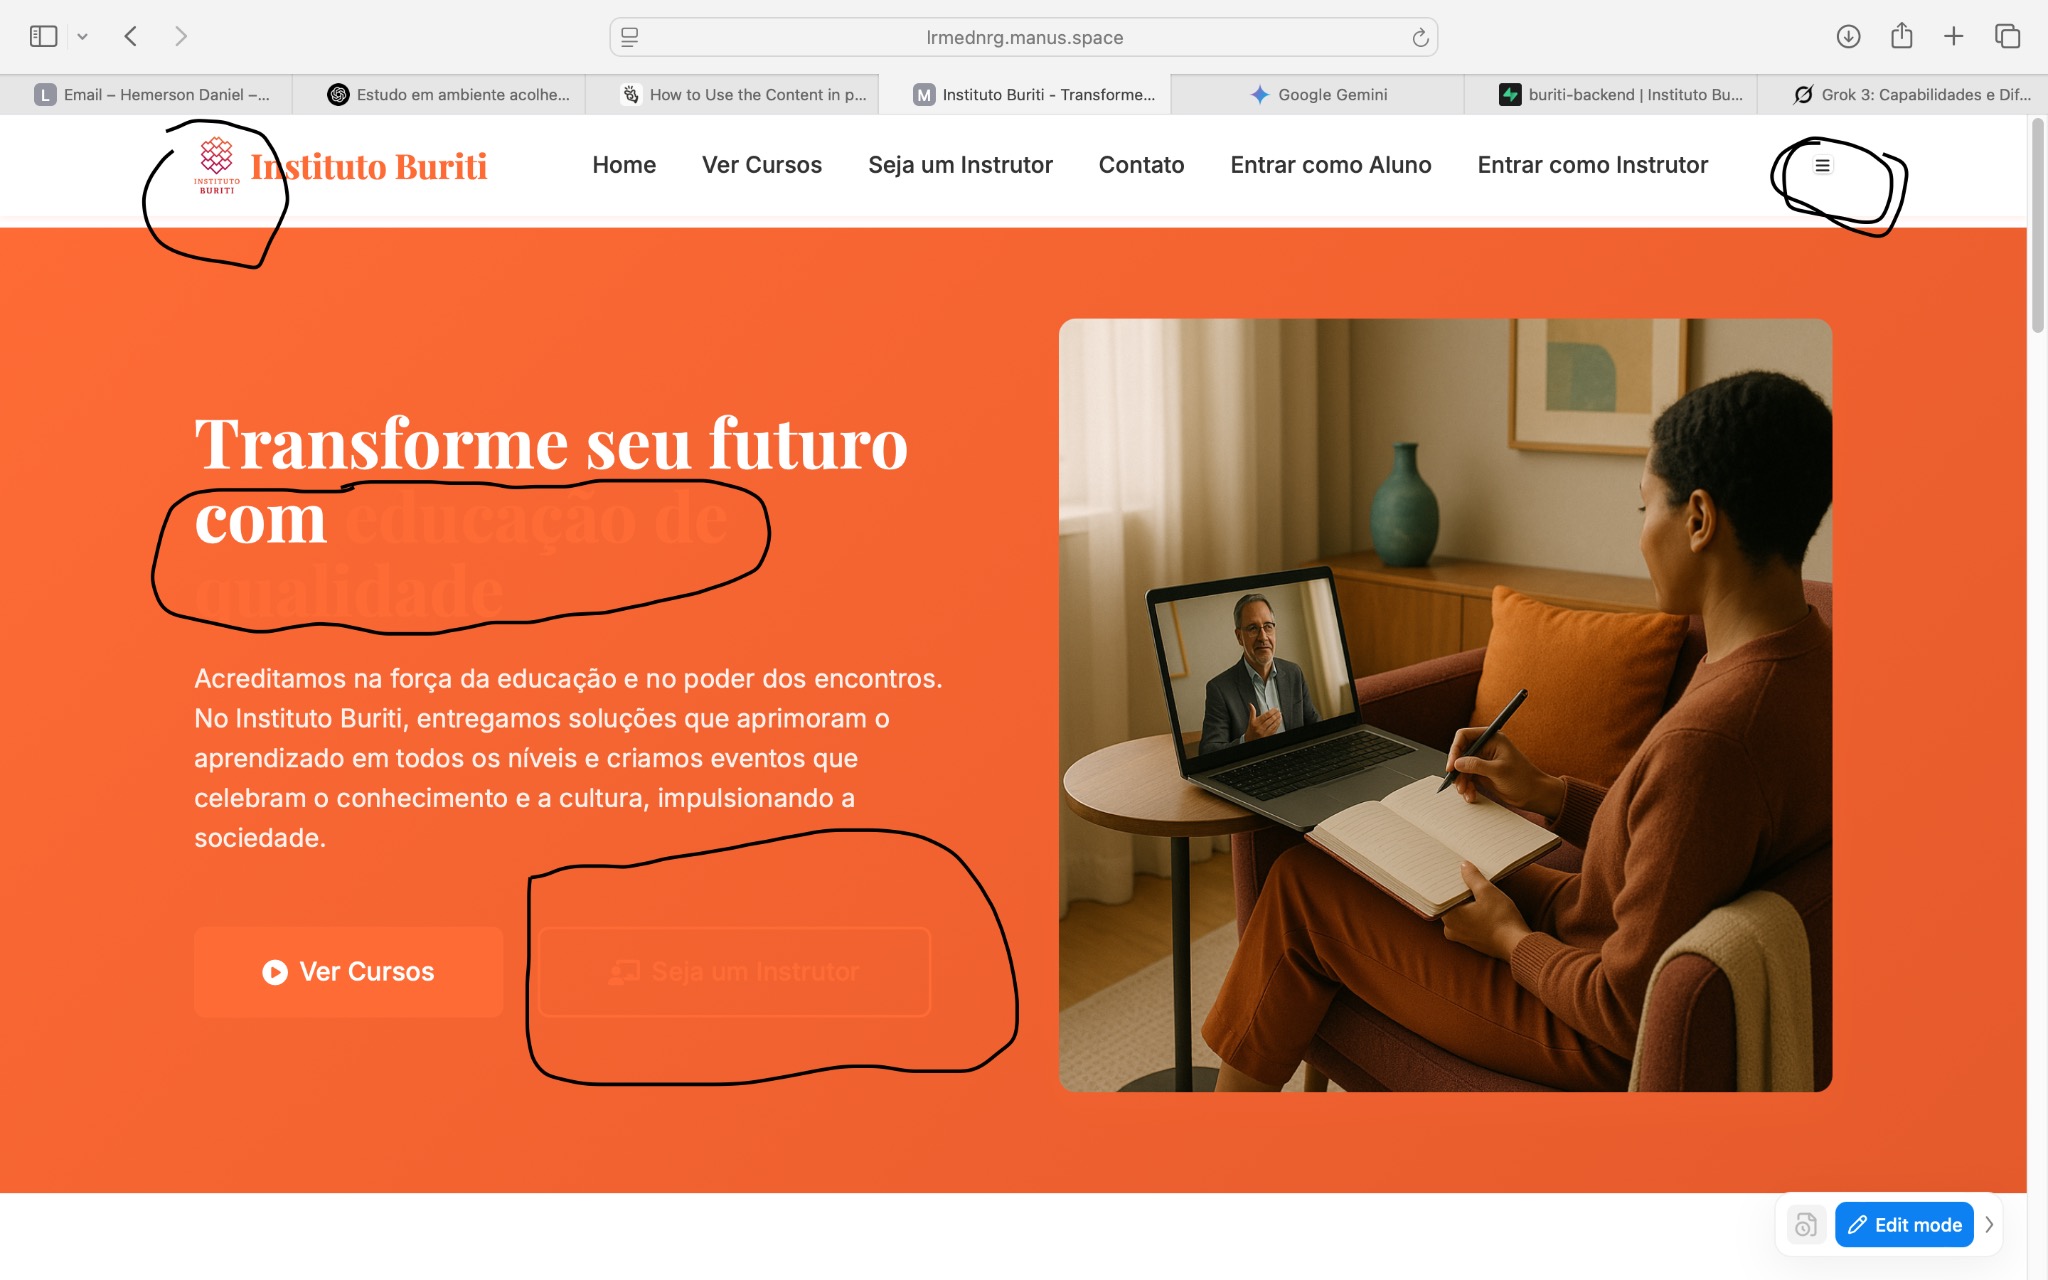 lrmednrg.manus.space
L Email – Hemerson Daniel –...
Estudo em ambiente acolhe...
How to Use the Content in p...
M Instituto Buriti - Transforme...
Google Gemini
buriti-backend | Instituto Bu...
Grok 3: Capabilidades e Dif...
INSTITUTO
BURITI
Instituto Buriti
Home
Ver Cursos
Seja um Instrutor
Contato
Entrar como Aluno
Entrar como Instrutor
Transforme seu futuro
com educação de
qualidade
Acreditamos na força da educação e no poder dos encontros.
No Instituto Buriti, entregamos soluções que aprimoram o
aprendizado em todos os níveis e criamos eventos que
celebram o conhecimento e a cultura, impulsionando a
sociedade.
Ver Cursos
Seja um Instrutor
Edit mode